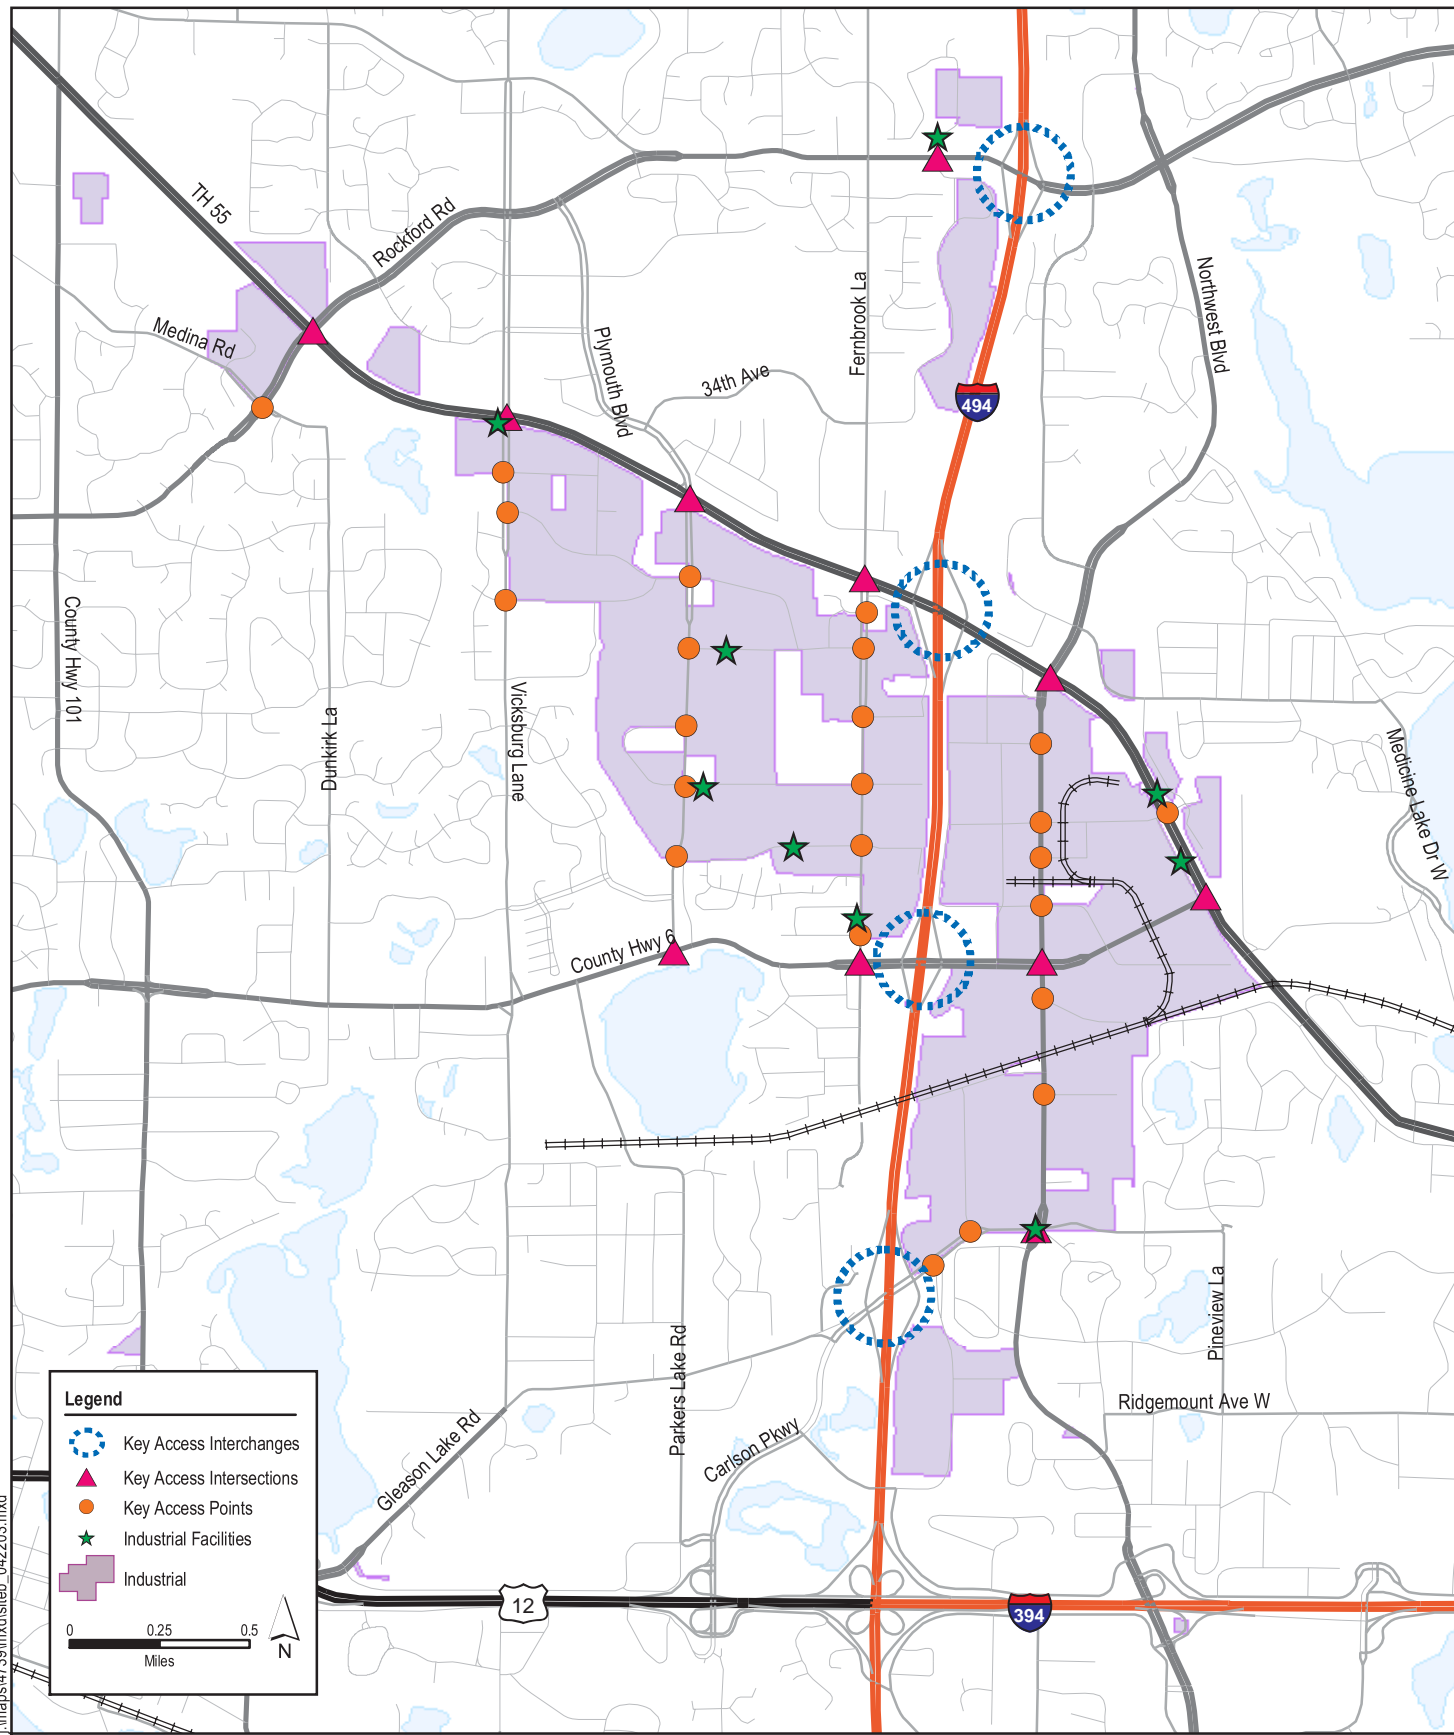 TH 55
Rockford Rd
Medina Rd
Plymouth Blvd
34th Ave
Fernbrook La
Northwest Blvd
494
County Hwy 101
Dunkirk La
Vicksburg Lane
Medicine Lake Dr W
County Hwy 6
Pineview La
Parkers Lake Rd
Ridgemount Ave W
Carlson Pkwy
Gleason Lake Rd
12
394
Legend
Key Access Interchanges
Key Access Intersections
Key Access Points
Industrial Facilities
Industrial
0 0.25 0.5
Miles
N